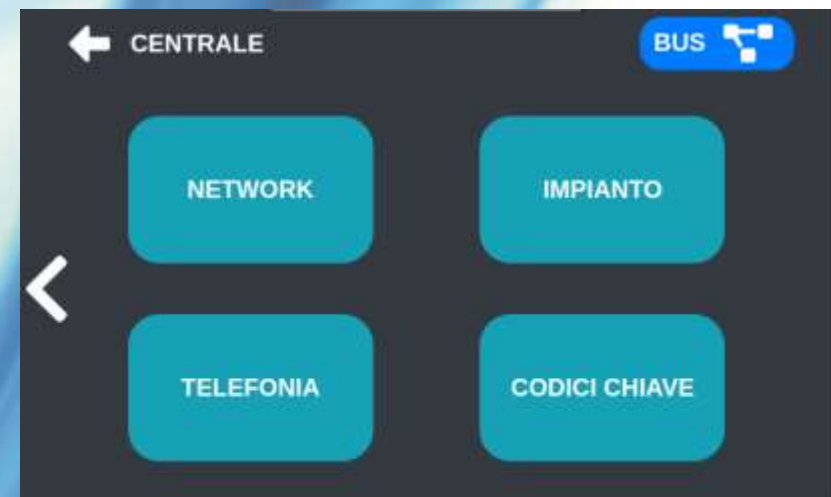 CENTRALE
BUS
NETWORK
IMPIANTO
TELEFONIA
CODICI CHIAVE